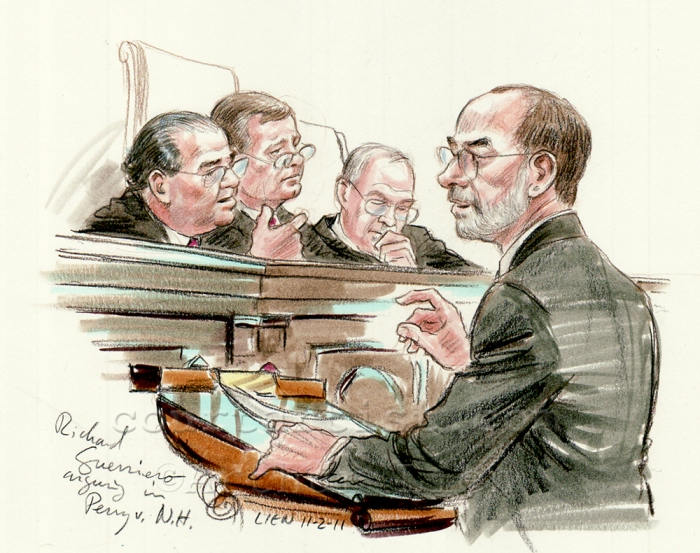 Richard
Guerriero
arguing in
Perry v. N.H.
© LIEN 11-2-11